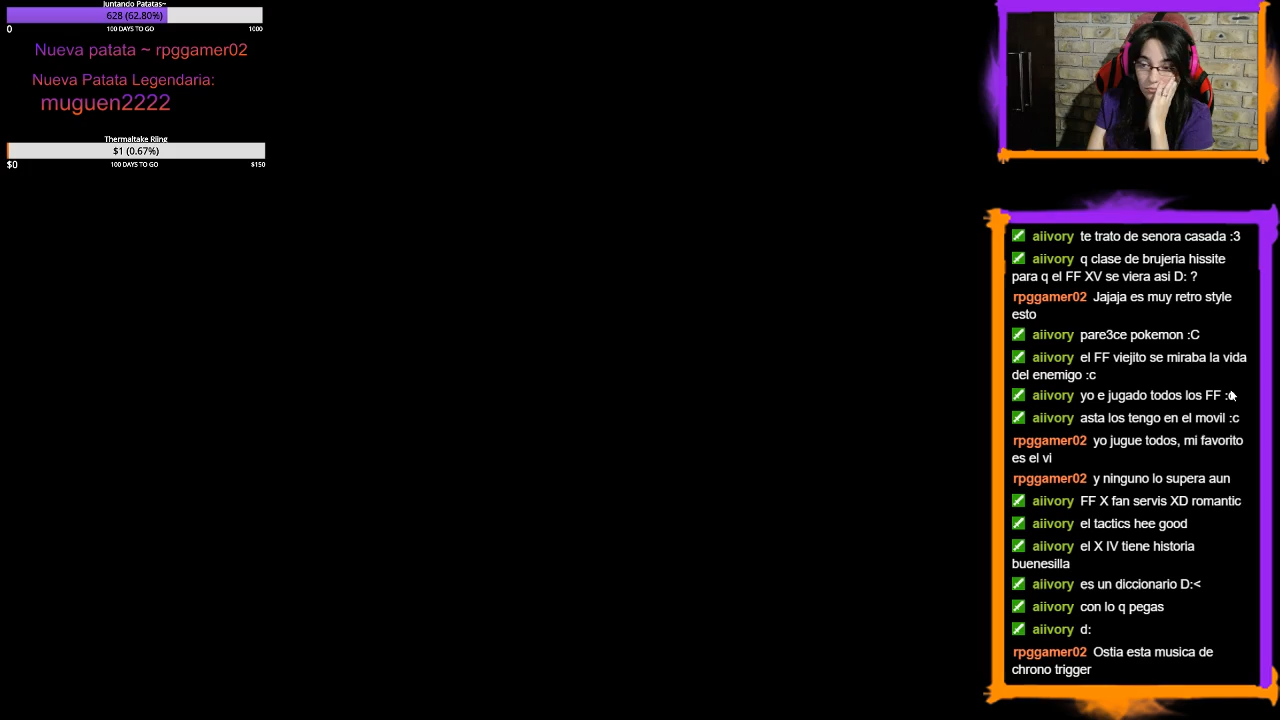 Juntando Patatas~
628 (62.80%)
0 100 DAYS TO GO 1000
Nueva patata ~ rpggamer02
Nueva Patata Legendaria:
muguen2222
Thermaltake Riing
$1 (0.67%)
$0 100 DAYS TO GO $150
aiivory te trato de senora casada :3
aiivory q clase de brujeria hissite
para q el FF XV se viera asi D: ?
rpggamer02 Jajaja es muy retro style
esto
aiivory pare3ce pokemon :C
aiivory el FF viejito se miraba la vida
del enemigo :c
aiivory yo e jugado todos los FF
aiivory asta los tengo en el movil :c
rpggamer02 yo jugue todos, mi favorito
es el vi
rpggamer02 y ninguno lo supera aun
aiivory FF X fan servis XD romantic
aiivory el tactics hee good
aiivory el X IV tiene historia
buenesilla
aiivory es un diccionario D:<
aiivory con lo q pegas
aiivory d:
rpggamer02 Ostia esta musica de
chrono trigger